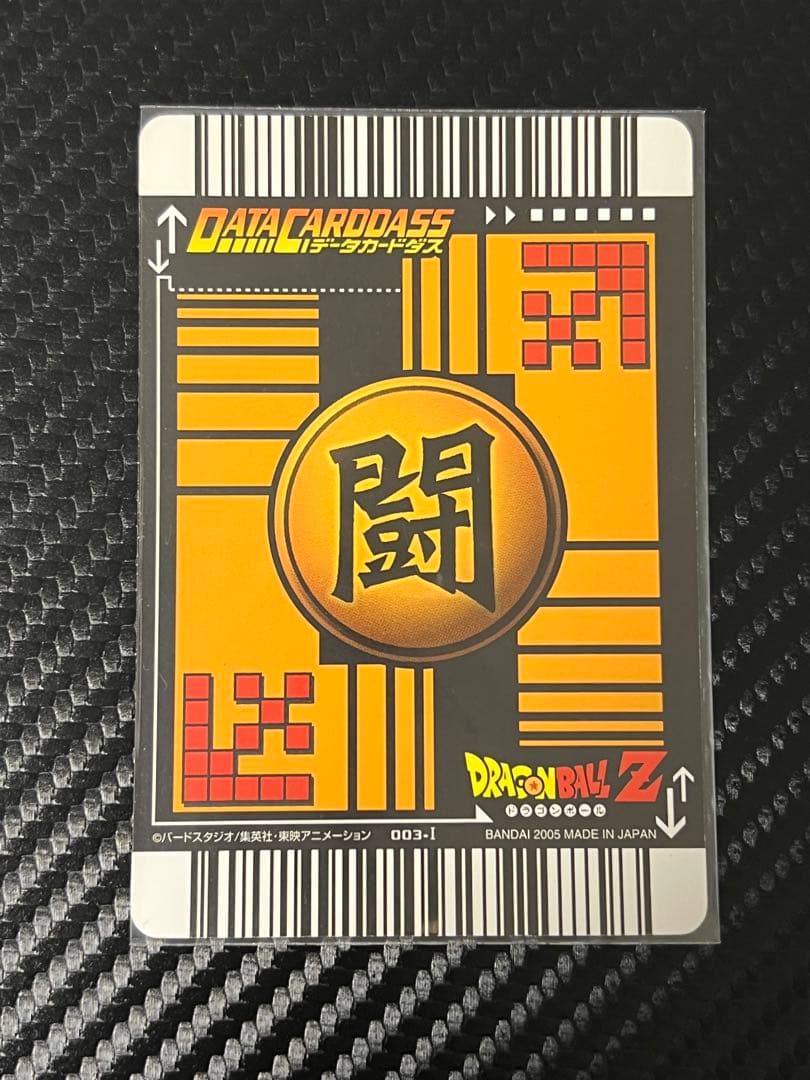 DATA CARDDASS
データカードダス
闘
DRAGON BALL Z
ドラゴンボール
©バードスタジオ/集英社・東映アニメーション 003-I BANDAI 2005 MADE IN JAPAN